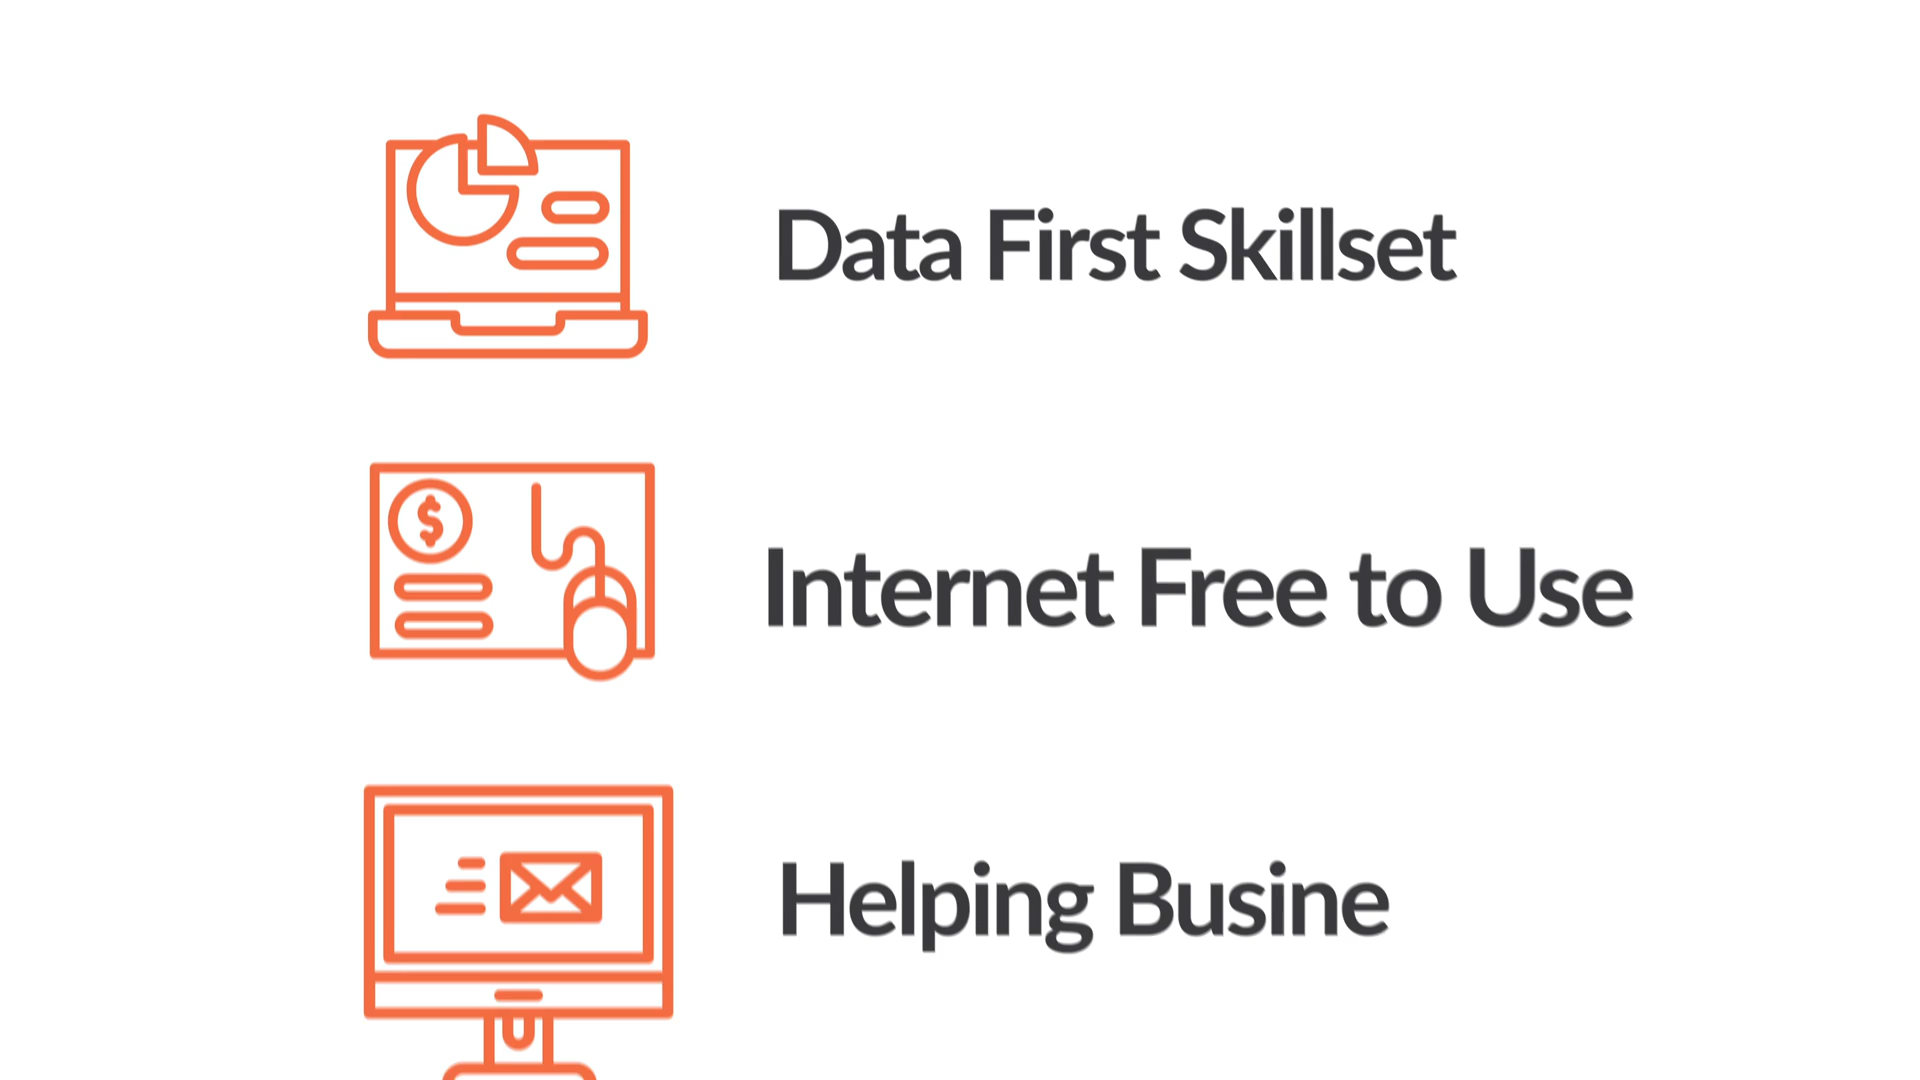 Data First Skillset
$
Internet Free to Use
Helping Busine